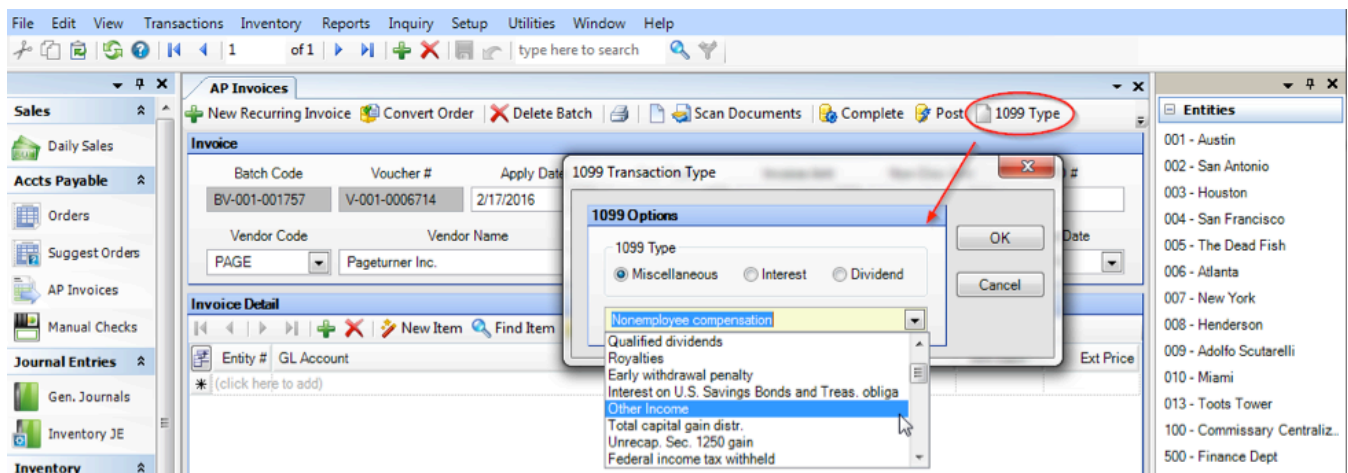 File Edit View Transactions Inventory Reports Inquiry Setup Utilities Window Help
1 of 1 type here to search
Sales
Daily Sales
Accts Payable
Orders
Suggest Orders
AP Invoices
Manual Checks
Journal Entries
Gen. Journals
Inventory JE
Inventory
AP Invoices
New Recurring Invoice Convert Order Delete Batch Scan Documents Complete Post 1099 Type
Invoice
Batch Code Voucher # Apply Date #
BV-001-001757 V-001-0006714 2/17/2016
Vendor Code Vendor Name Date
PAGE Pageturner Inc.
Invoice Detail
New Item Find Item
Entity # GL Account Ext Price
(click here to add)
1099 Transaction Type
1099 Options
1099 Type
Miscellaneous Interest Dividend
OK
Cancel
Nonemployee compensation
Qualified dividends
Royalties
Early withdrawal penalty
Interest on U.S. Savings Bonds and Treas. obliga
Other Income
Total capital gain distr.
Unrecap. Sec. 1250 gain
Federal income tax withheld
Entities
001 - Austin
002 - San Antonio
003 - Houston
004 - San Francisco
005 - The Dead Fish
006 - Atlanta
007 - New York
008 - Henderson
009 - Adolfo Scutarelli
010 - Miami
013 - Toots Tower
100 - Commissary Centraliz..
500 - Finance Dept